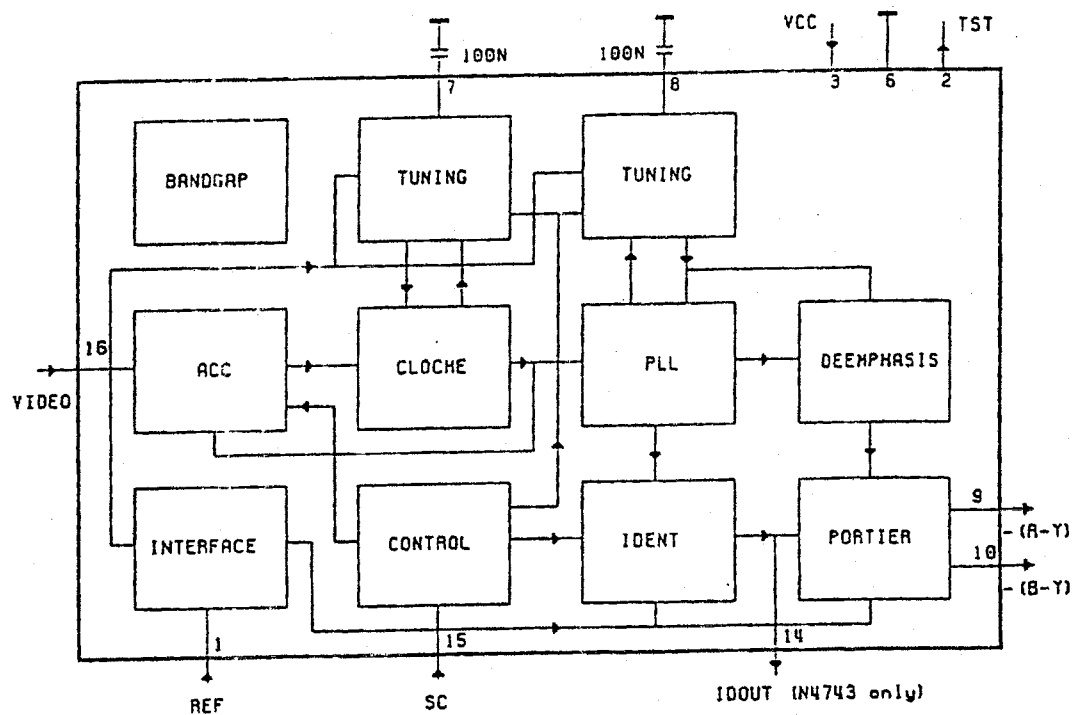 VCC
TST
100N
100N
7
8
3
6
2
BANDGAP
TUNING
TUNING
16
VIDEO
ACC
CLOCHE
PLL
DEEMPHASIS
INTERFACE
CONTROL
IDENT
PORTIER
9
-(R-Y)
10
-(B-Y)
1
15
14
REF
SC
IDOUT (N4743 only)